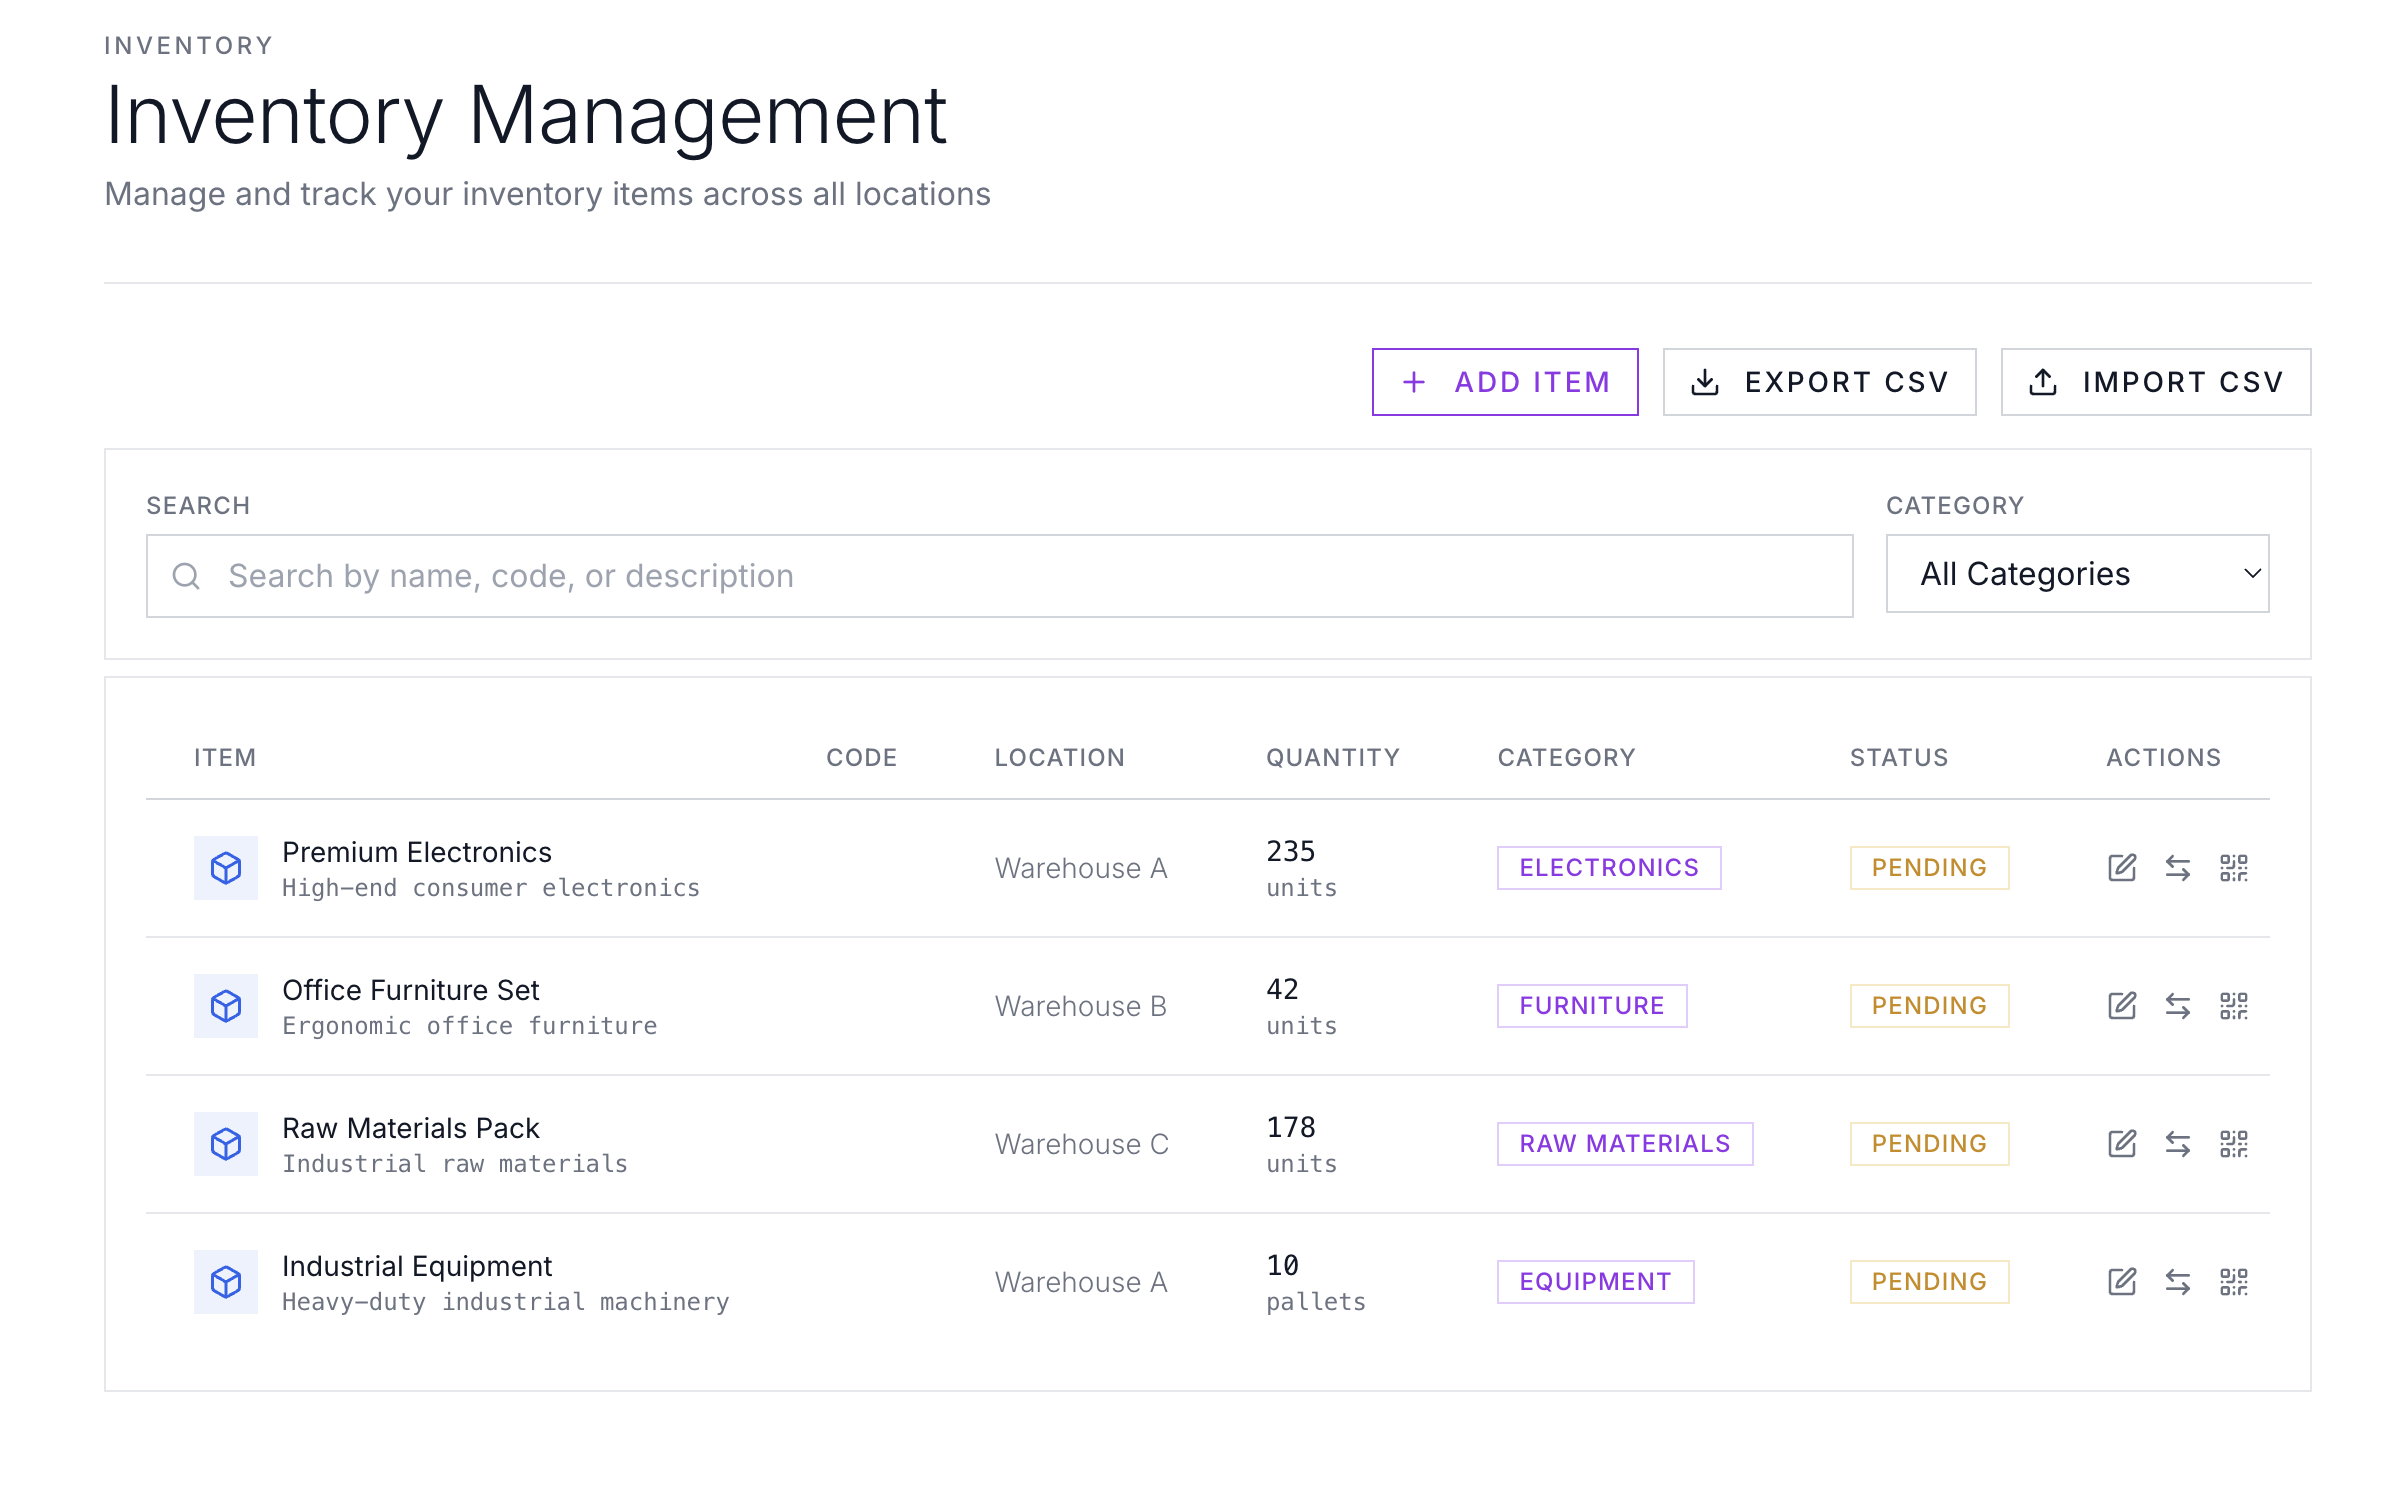 INVENTORY
Inventory Management
Manage and track your inventory items across all locations
ADD ITEM EXPORT CSV IMPORT CSV
SEARCH CATEGORY
Search by name, code, or description All Categories
ITEM CODE LOCATION QUANTITY CATEGORY STATUS ACTIONS
Premium Electronics
High-end consumer electronics
Warehouse A
235
units
ELECTRONICS
PENDING
Office Furniture Set
Ergonomic office furniture
Warehouse B
42
units
FURNITURE
PENDING
Raw Materials Pack
Industrial raw materials
Warehouse C
178
units
RAW MATERIALS
PENDING
Industrial Equipment
Heavy-duty industrial machinery
Warehouse A
10
pallets
EQUIPMENT
PENDING